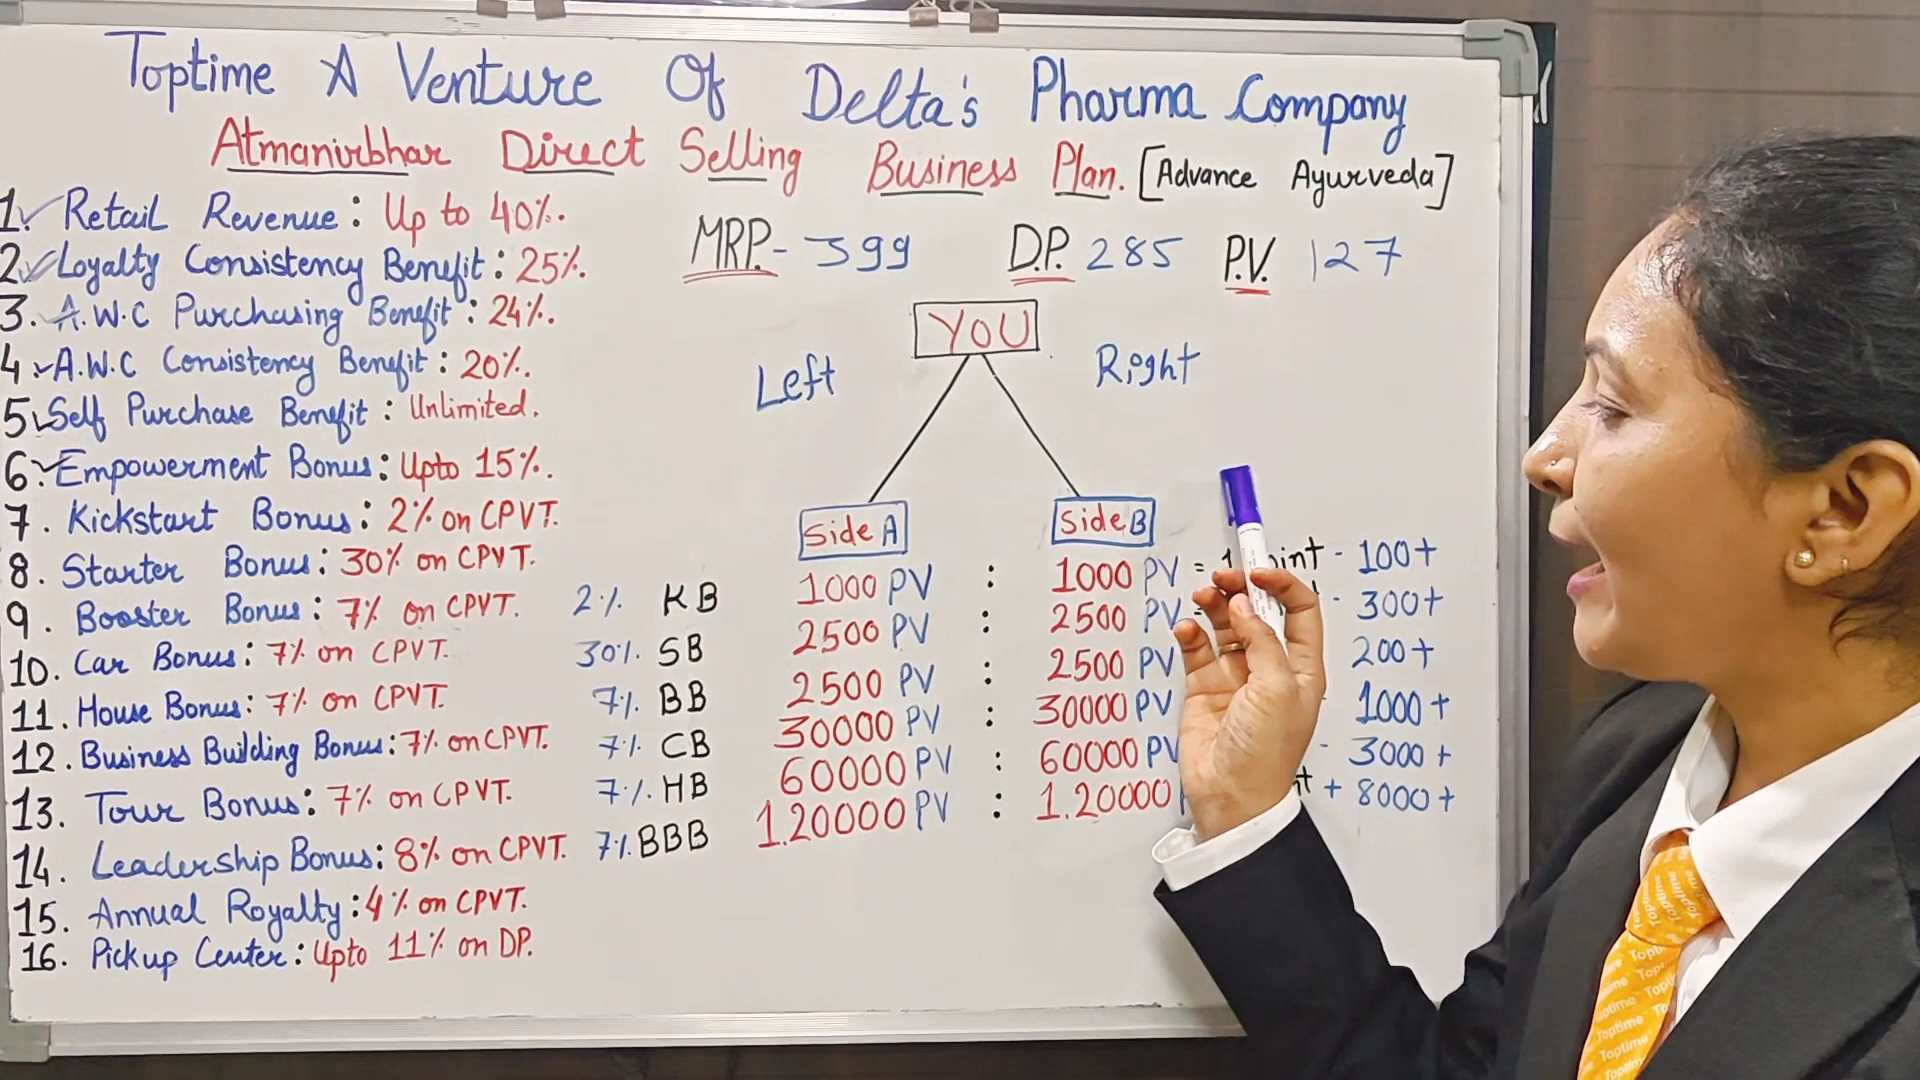 Toptime A Venture Of Delta's Pharma Company
Atmanirbhar Direct Selling Business Plan. [Advance Ayurveda]
1. Retail Revenue: Up to 40%.
2. Loyalty Consistency Benefit: 25%.
3. A.W.C Purchasing Benefit: 24%.
4. A.W.C Consistency Benefit: 20%.
5. Self Purchase Benefit: Unlimited.
6. Empowerment Bonus: Upto 15%.
7. Kickstart Bonus: 2% on CPVT.
8. Starter Bonus: 30% on CPVT.
9. Booster Bonus: 7% on CPVT.
10. Car Bonus: 7% on CPVT.
11. House Bonus: 7% on CPVT.
12. Business Building Bonus: 7% on CPVT.
13. Tour Bonus: 7% on CPVT.
14. Leadership Bonus: 8% on CPVT.
15. Annual Royalty: 4% on CPVT.
16. Pickup Center: Upto 11% on DP.
MRP.- 399 D.P. 285 P.V. 127
YOU
Left Right
Side A Side B
2% KB 1000 PV : 1000 PV = - 100+
30% SB 2500 PV : 2500 PV - 300+
7% BB 2500 PV : 2500 PV 200+
7% CB 30000 PV : 30000 PV 1000+
7% HB 60000 PV : 60000 PV - 3000+
7% BBB 1.20000 PV : 1.20000 + 8000+
Toptime